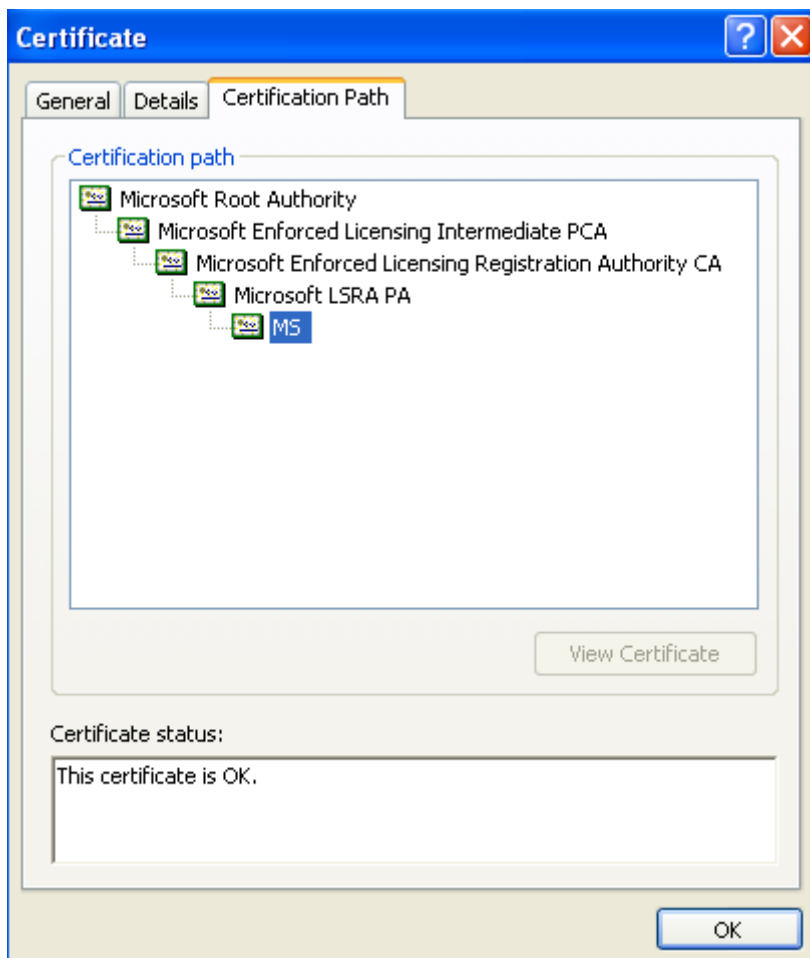 Certificate
General Details Certification Path
Certification path
Microsoft Root Authority
Microsoft Enforced Licensing Intermediate PCA
Microsoft Enforced Licensing Registration Authority CA
Microsoft LSRA PA
MS
View Certificate
Certificate status:
This certificate is OK.
OK